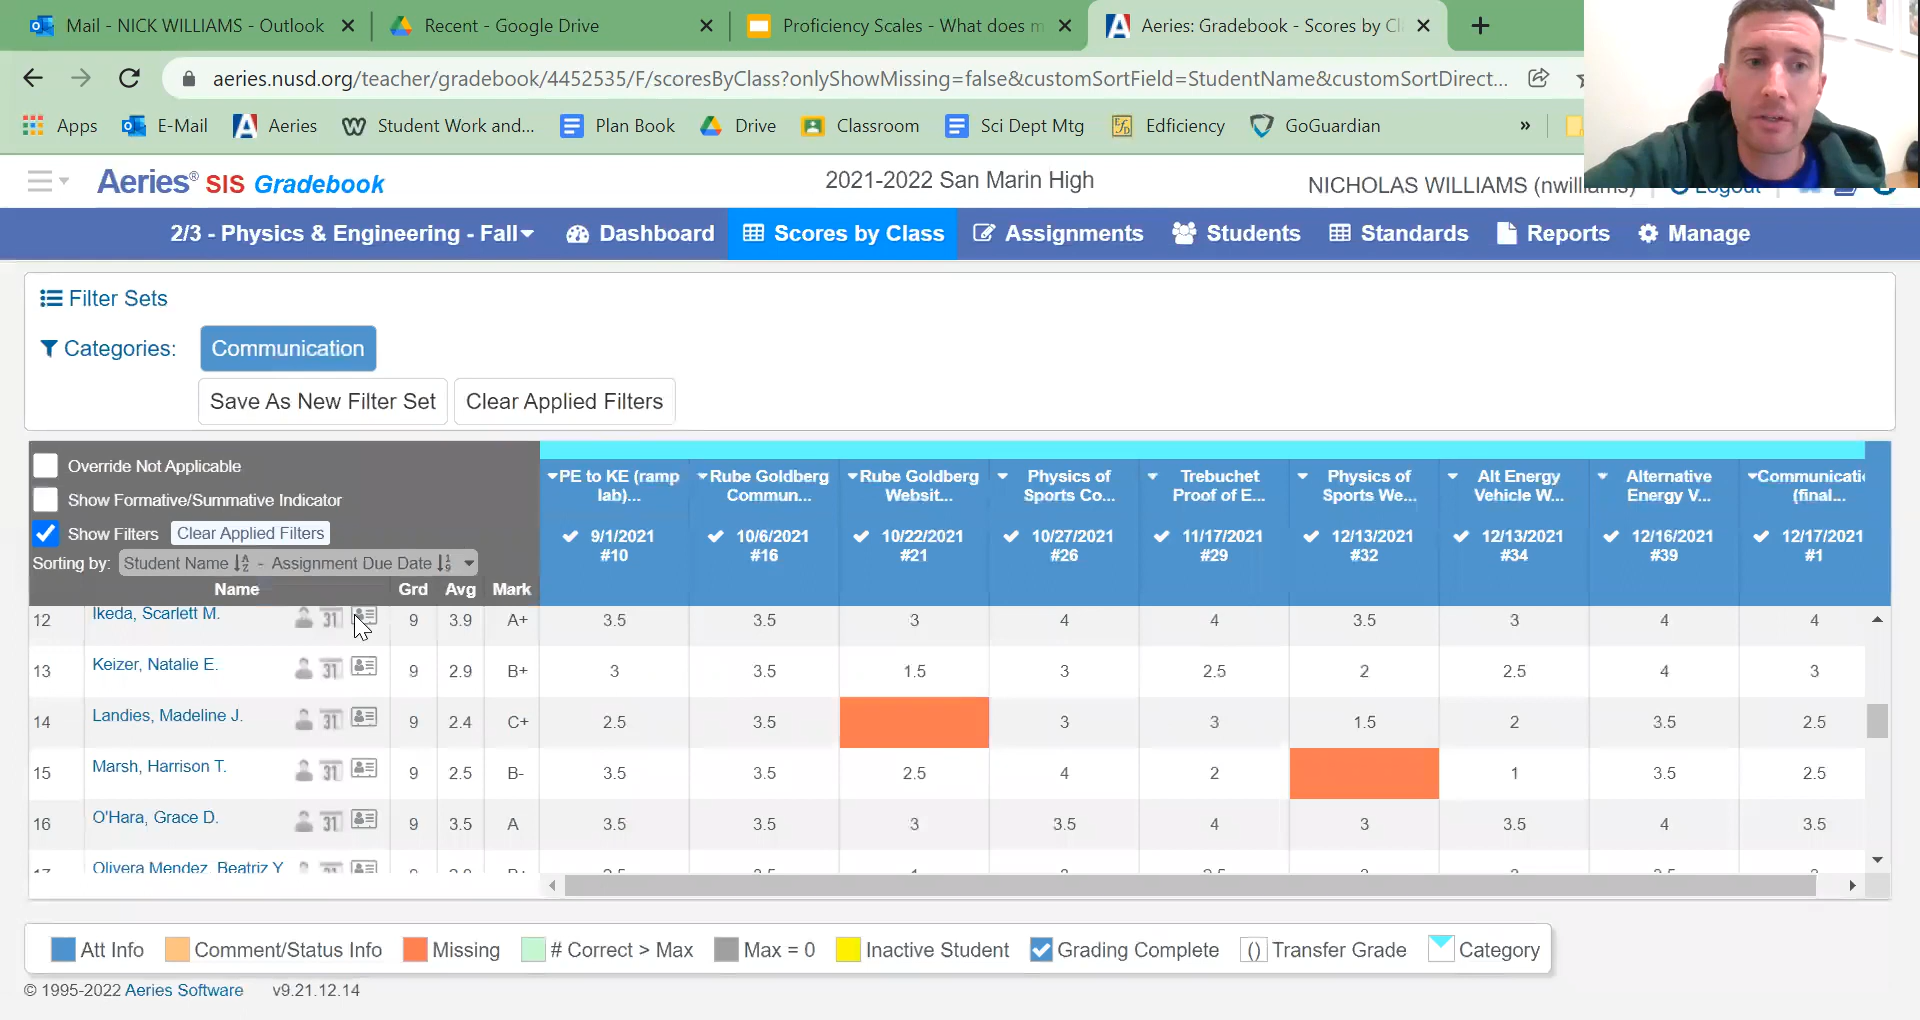 Mail - NICK WILLIAMS - Outlook
Recent - Google Drive
Proficiency Scales - What does m
Aeries: Gradebook - Scores by Cl
aeries.nusd.org/teacher/gradebook/4452535/F/scoresByClass?onlyShowMissing=false&customSortField=StudentName&customSortDirect...
Apps E-Mail Aeries Student Work and... Plan Book Drive Classroom Sci Dept Mtg Edficiency GoGuardian »
Aeries® SIS Gradebook
2021-2022 San Marin High
NICHOLAS WILLIAMS (nwilliams) Logout
2/3 - Physics & Engineering - Fall Dashboard Scores by Class Assignments Students Standards Reports Manage
Filter Sets
Categories: Communication
Save As New Filter Set Clear Applied Filters
Override Not Applicable
Show Formative/Summative Indicator
Show Filters Clear Applied Filters
Sorting by: Student Name - Assignment Due Date
Name Grd Avg Mark
PE to KE (ramp lab)... 9/1/2021 #10
Rube Goldberg Commun... 10/6/2021 #16
Rube Goldberg Websit... 10/22/2021 #21
Physics of Sports Co... 10/27/2021 #26
Trebuchet Proof of E... 11/17/2021 #29
Physics of Sports We... 12/13/2021 #32
Alt Energy Vehicle W... 12/13/2021 #34
Alternative Energy V... 12/16/2021 #39
Communicati (final... 12/17/2021 #1
12 Ikeda, Scarlett M. 31 9 3.9 A+ 3.5 3.5 3 4 4 3.5 3 4 4
13 Keizer, Natalie E. 31 9 2.9 B+ 3 3.5 1.5 3 2.5 2 2.5 4 3
14 Landies, Madeline J. 31 9 2.4 C+ 2.5 3.5 3 3 1.5 2 3.5 2.5
15 Marsh, Harrison T. 31 9 2.5 B- 3.5 3.5 2.5 4 2 1 3.5 2.5
16 O'Hara, Grace D. 31 9 3.5 A 3.5 3.5 3 3.5 4 3 3.5 4 3.5
Olivera Mendez, Beatriz Y
Att Info Comment/Status Info Missing # Correct > Max Max = 0 Inactive Student Grading Complete () Transfer Grade Category
© 1995-2022 Aeries Software v9.21.12.14